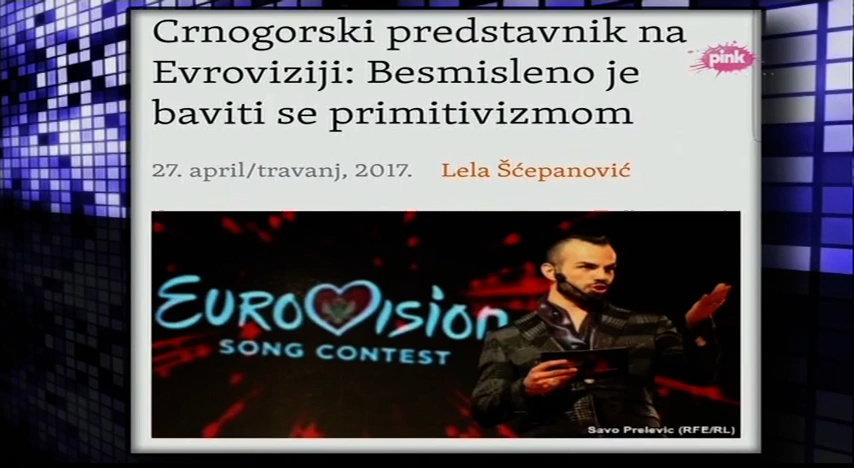 Crnogorski predstavnik na
Evroviziji: Besmisleno je
baviti se primitivizmom
pink
27. april/travanj, 2017. Lela Šćepanović
EUROVISION
SONG CONTEST
Savo Prelevic (RFE/RL)